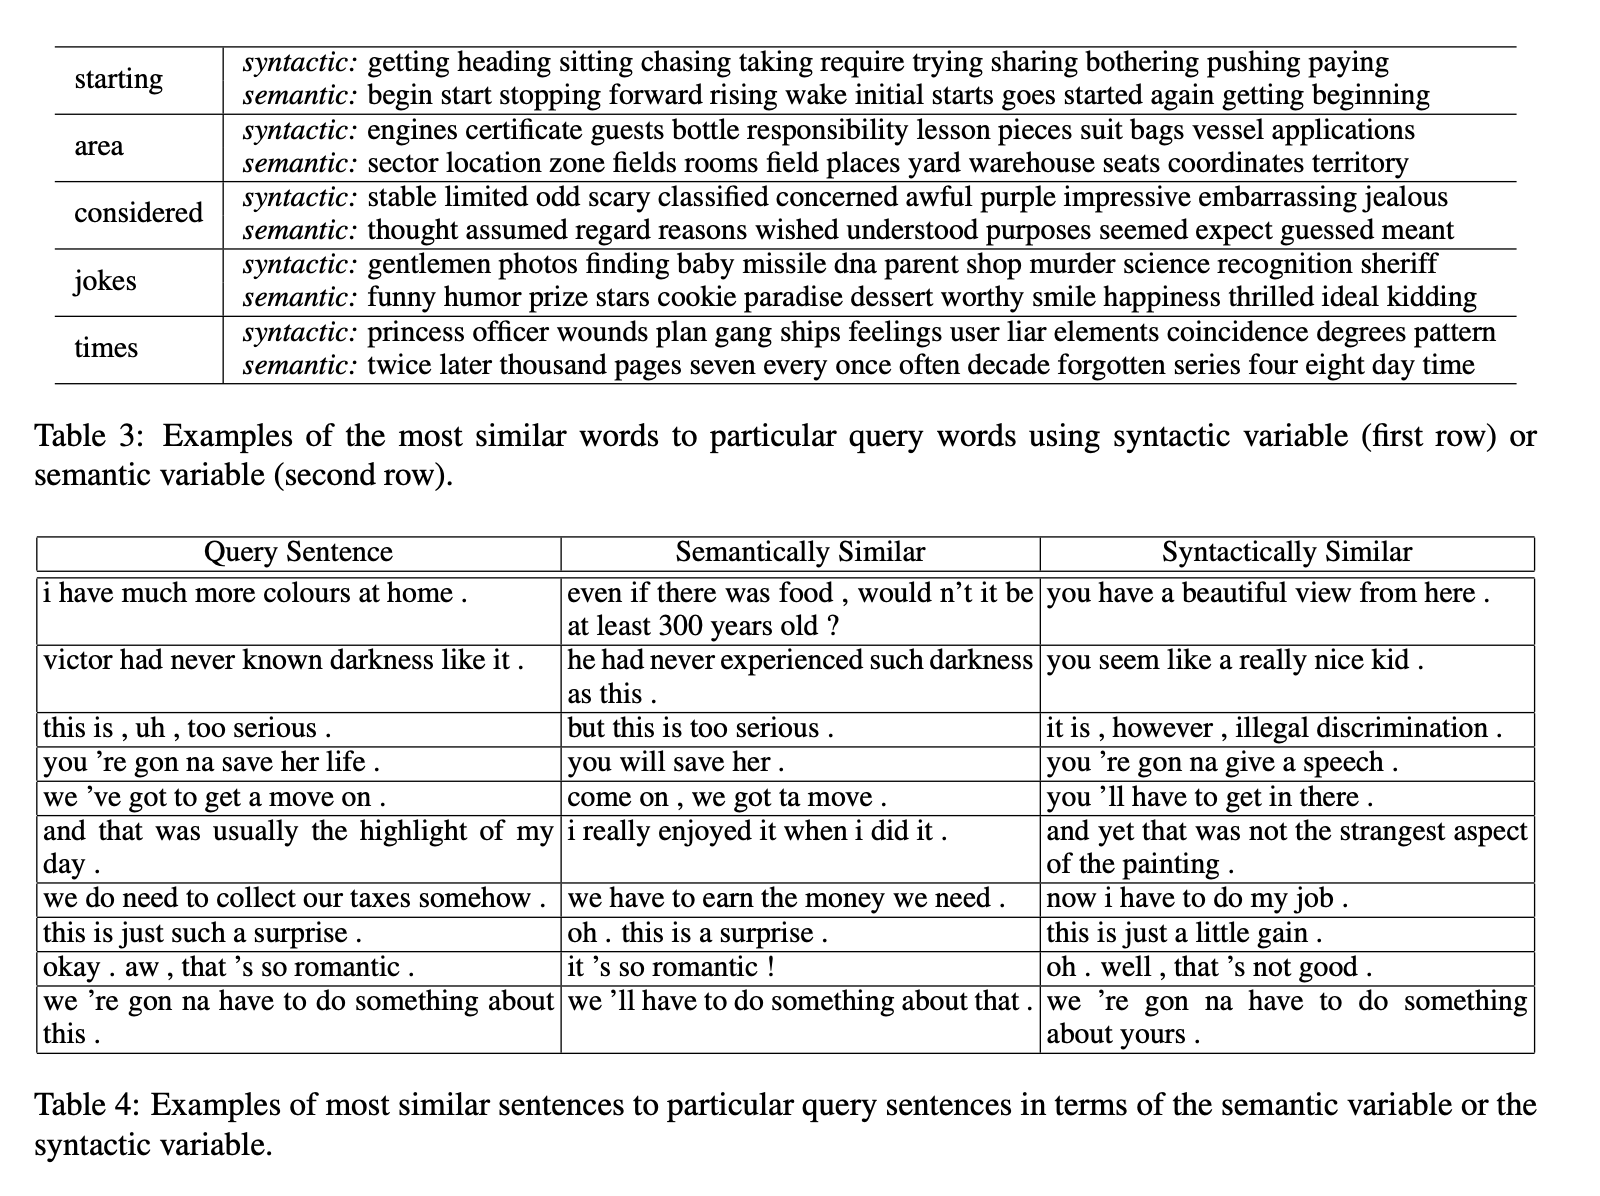 starting
syntactic: getting heading sitting chasing taking require trying sharing bothering pushing paying
semantic: begin start stopping forward rising wake initial starts goes started again getting beginning
area
syntactic: engines certificate guests bottle responsibility lesson pieces suit bags vessel applications
semantic: sector location zone fields rooms field places yard warehouse seats coordinates territory
considered
syntactic: stable limited odd scary classified concerned awful purple impressive embarrassing jealous
semantic: thought assumed regard reasons wished understood purposes seemed expect guessed meant
jokes
syntactic: gentlemen photos finding baby missile dna parent shop murder science recognition sheriff
semantic: funny humor prize stars cookie paradise dessert worthy smile happiness thrilled ideal kidding
times
syntactic: princess officer wounds plan gang ships feelings user liar elements coincidence degrees pattern
semantic: twice later thousand pages seven every once often decade forgotten series four eight day time
Table 3: Examples of the most similar words to particular query words using syntactic variable (first row) or
semantic variable (second row).
Query Sentence
Semantically Similar
Syntactically Similar
i have much more colours at home .
even if there was food , would n't it be
at least 300 years old ?
you have a beautiful view from here .
victor had never known darkness like it .
he had never experienced such darkness
as this .
you seem like a really nice kid .
this is , uh , too serious .
but this is too serious .
it is , however , illegal discrimination .
you 're gon na save her life .
you will save her .
you 're gon na give a speech .
we 've got to get a move on .
come on , we got ta move .
you 'll have to get in there .
and that was usually the highlight of my
day .
i really enjoyed it when i did it .
and yet that was not the strangest aspect
of the painting .
we do need to collect our taxes somehow .
we have to earn the money we need .
now i have to do my job .
this is just such a surprise .
oh . this is a surprise .
this is just a little gain .
okay . aw , that 's so romantic .
it 's so romantic !
oh . well , that 's not good .
we 're gon na have to do something about
this .
we 'll have to do something about that .
we 're gon na have to do something
about yours .
Table 4: Examples of most similar sentences to particular query sentences in terms of the semantic variable or the
syntactic variable.